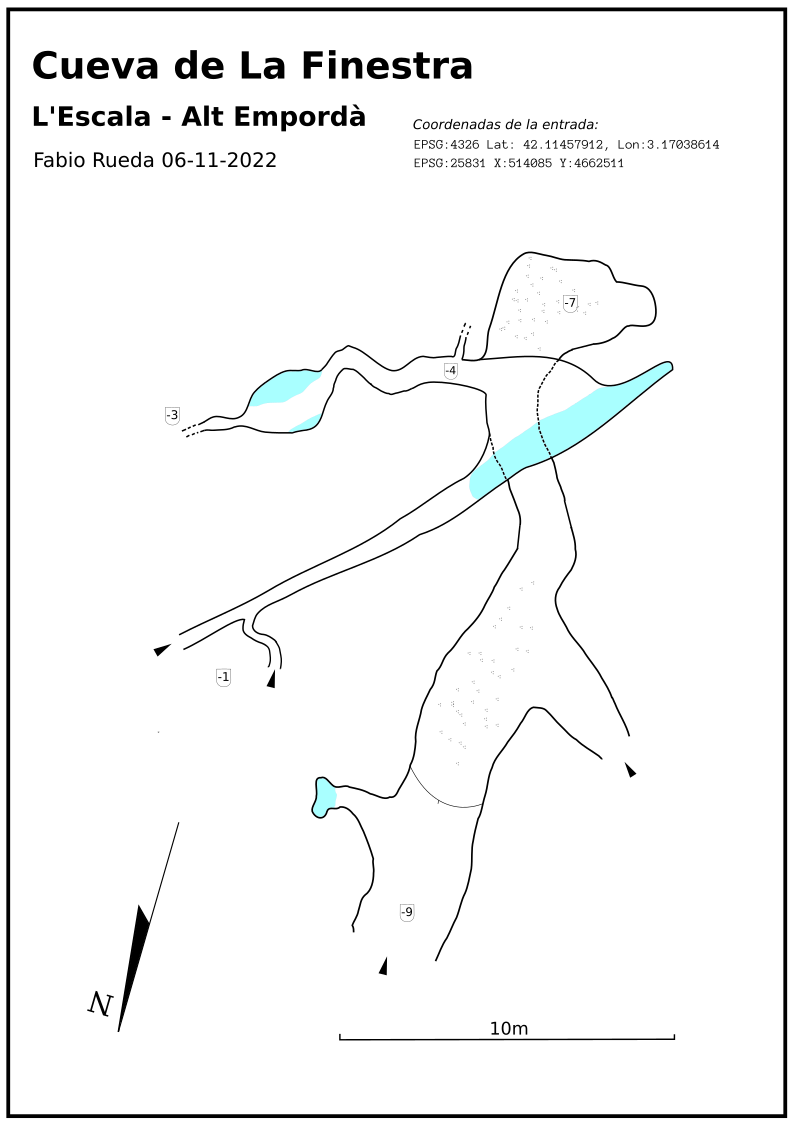 Cueva de La Finestra
L'Escala - Alt Empordà
Coordenadas de la entrada:
EPSG:4326 Lat: 42.11457912, Lon:3.17038614
Fabio Rueda 06-11-2022
EPSG:25831 X:514085 Y:4662511
-7
-4
-3
-1
-9
N
10m